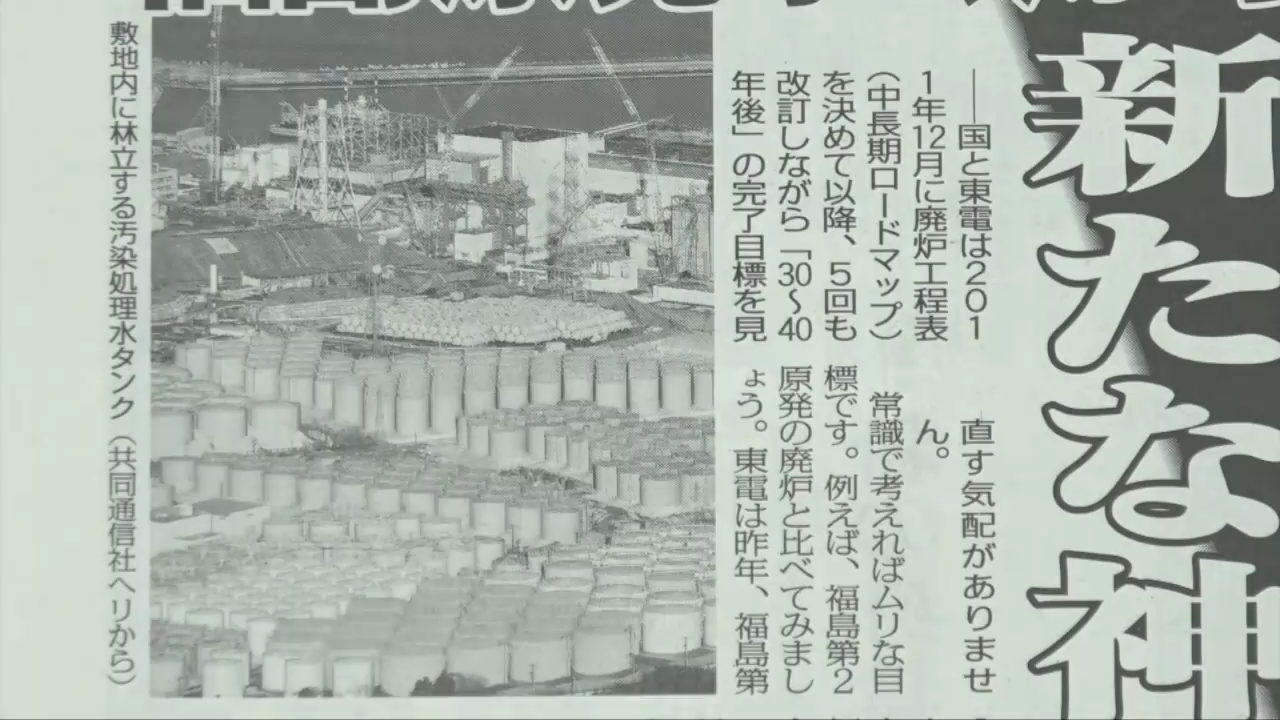 新たな神
――国と東電は201
1年12月に廃炉工程表
（中長期ロードマップ）
を決めて以降、5回も
改訂しながら「30〜40
年後」の完了目標を見
直す気配がありませ
ん。
常識で考えればムリな目
標です。例えば、福島第2
原発の廃炉と比べてみまし
ょう。東電は昨年、福島第
敷地内に林立する汚染処理水タンク（共同通信社ヘリから）